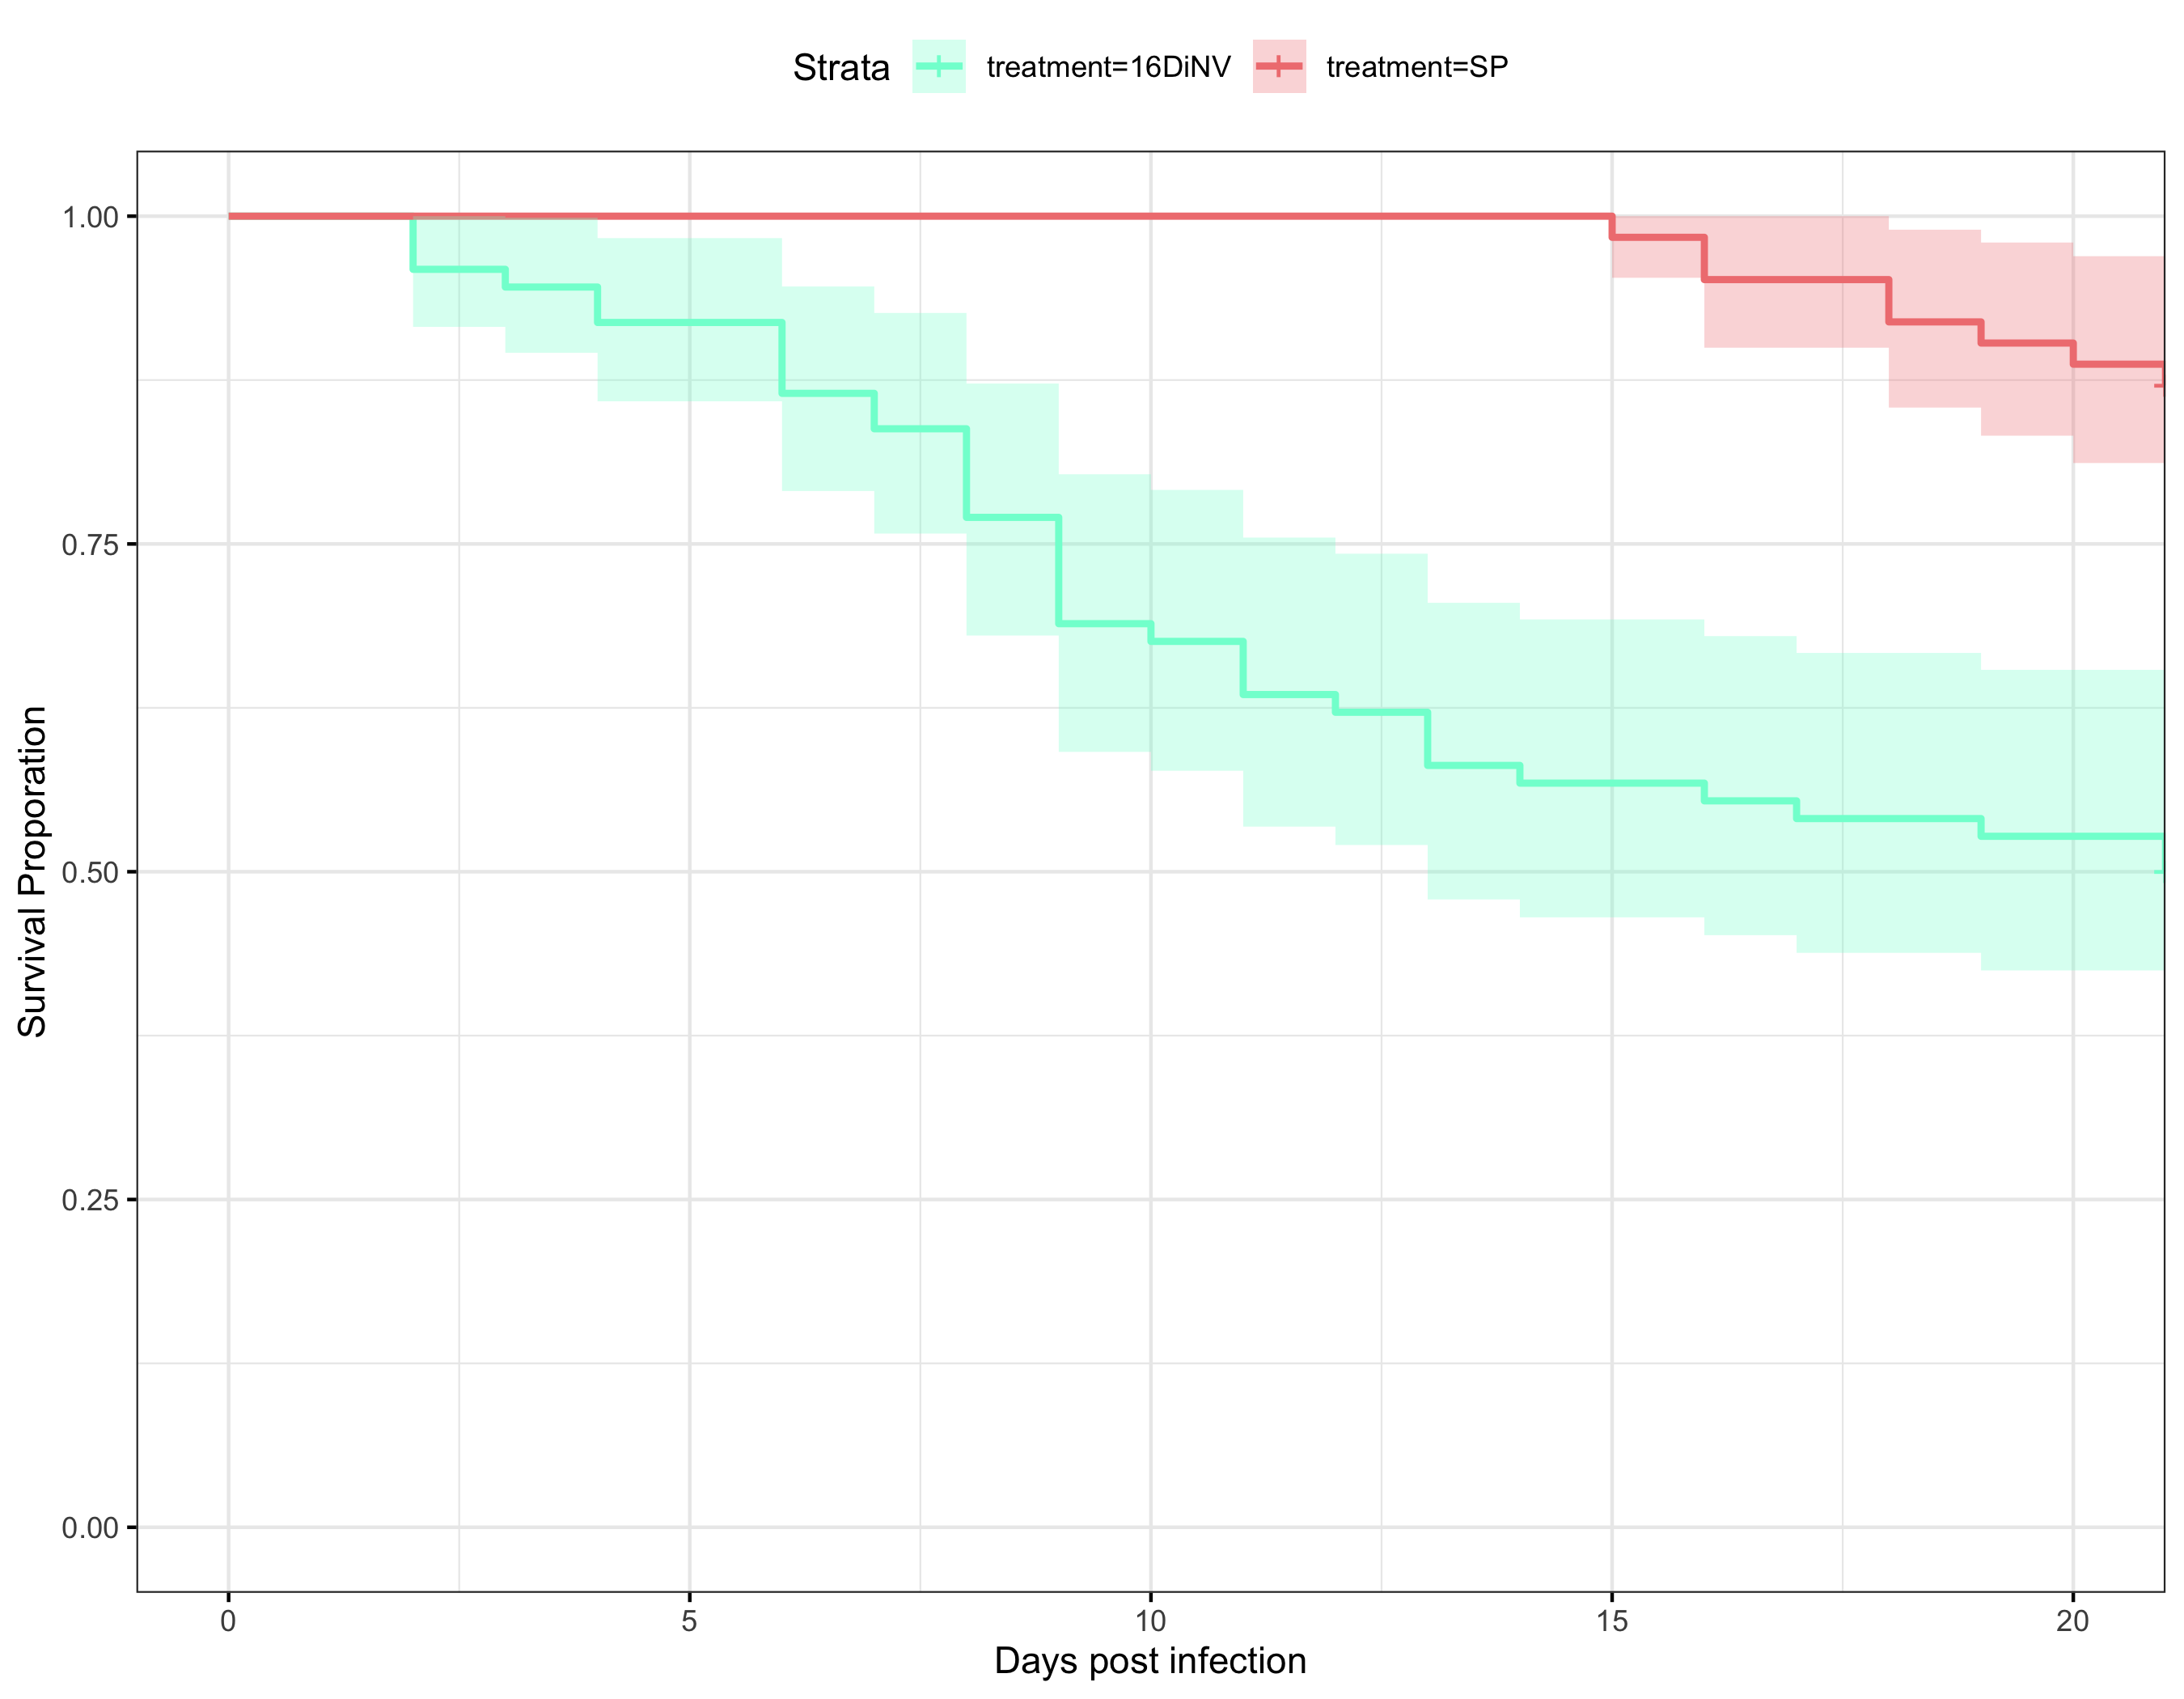 Strata treatment=16DiNV treatment=SP
Survival Proporation
1.00
0.75
0.50
0.25
0.00
0 5 10 15 20
Days post infection